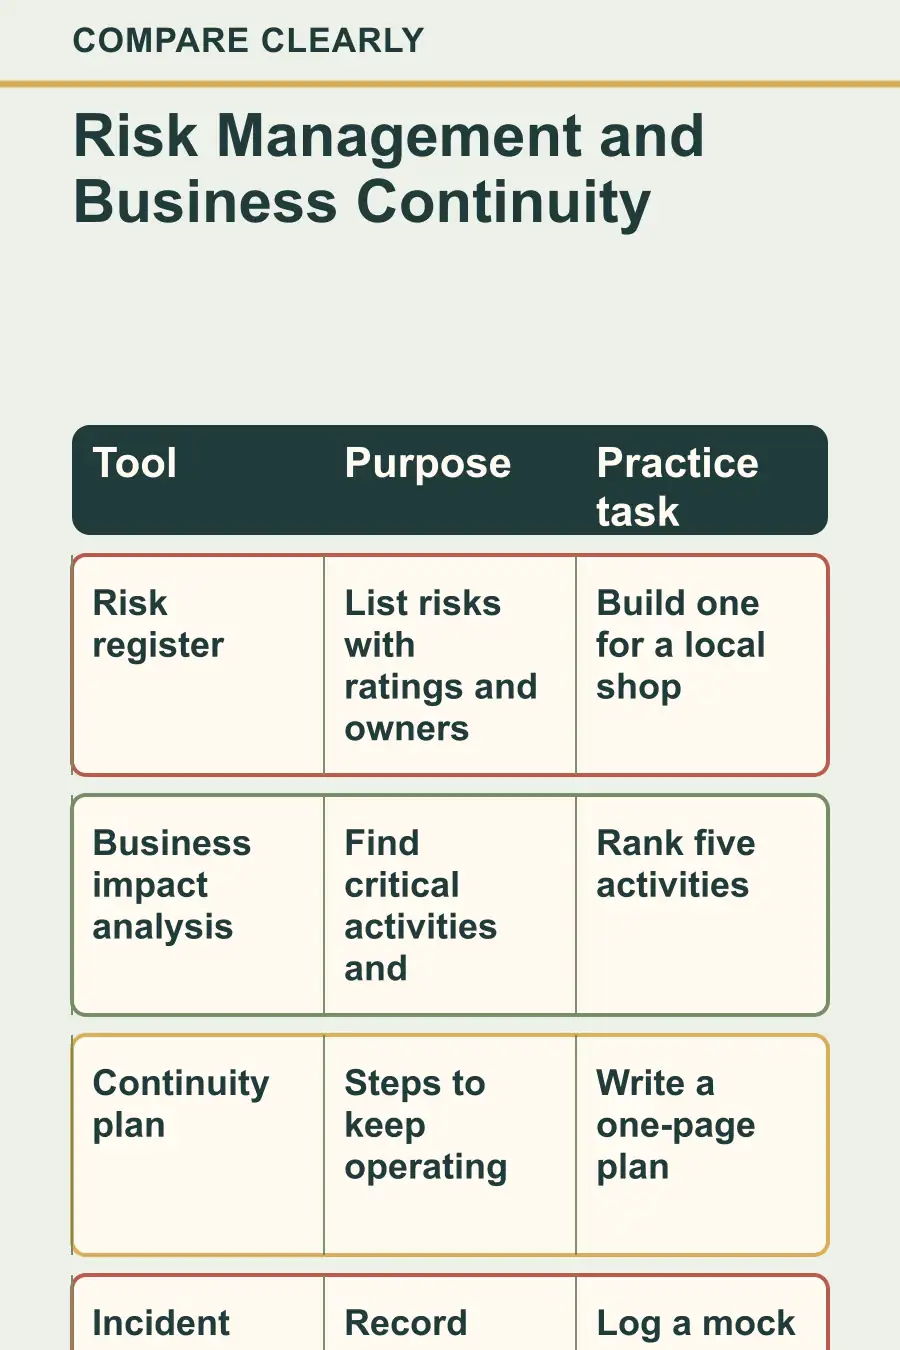 COMPARE CLEARLY
Risk Management and
Business Continuity
Tool
Purpose
Practice
task
Risk
register
List risks
with
ratings and
owners
Build one
for a local
shop
Business
impact
analysis
Find
critical
activities
and
Rank five
activities
Continuity
plan
Steps to
keep
operating
Write a
one-page
plan
Incident
Record
Log a mock